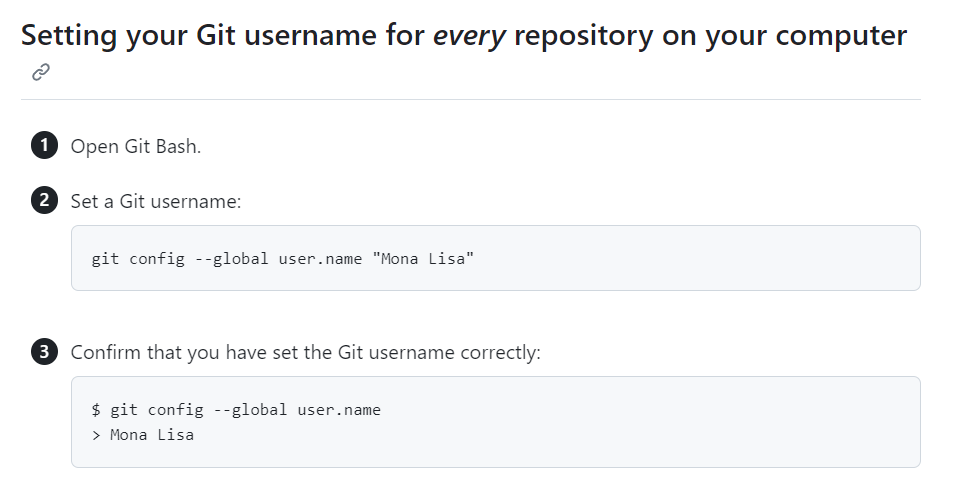 Setting your Git username for every repository on your computer
1 Open Git Bash.
2 Set a Git username:
git config --global user.name "Mona Lisa"
3 Confirm that you have set the Git username correctly:
$ git config --global user.name
> Mona Lisa